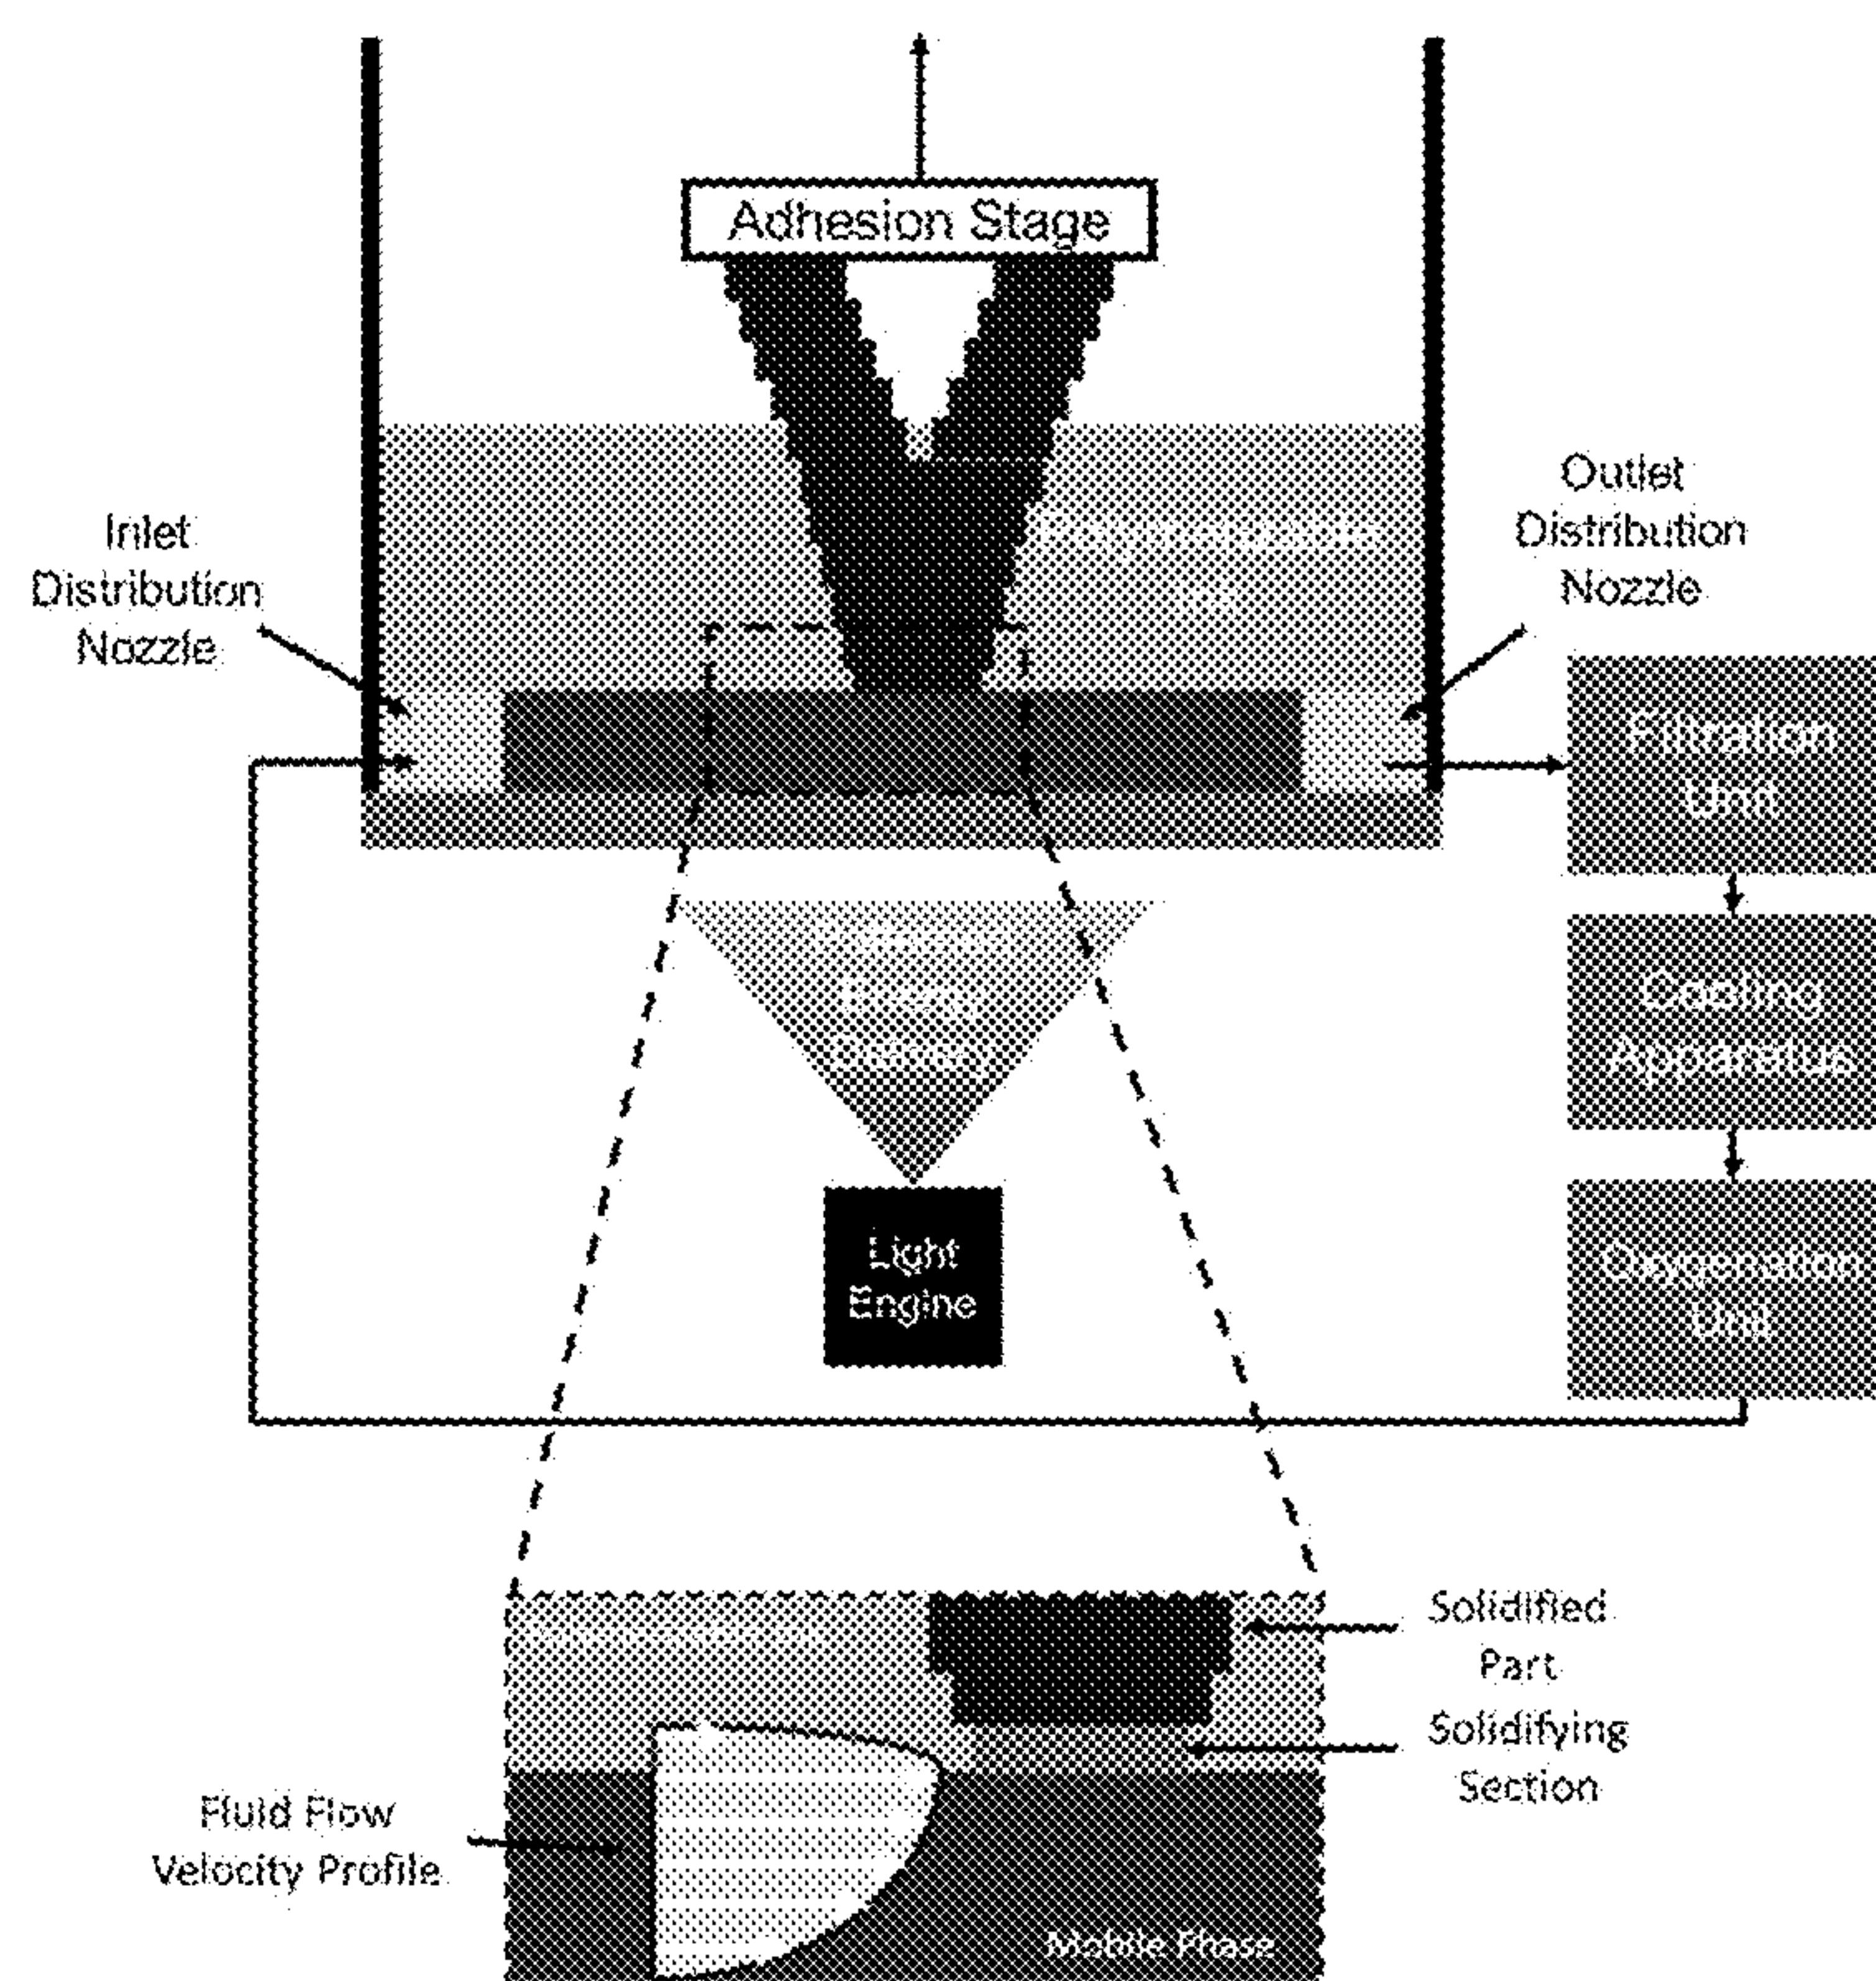 Adhesion Stage
Inlet
Distribution
Nozzle
Outlet
Distribution
Nozzle
Filtration
Unit
Cooling
Apparatus
Light
Engine
Oxygenation
Unit
Solidified
Part
Solidifying
Section
Fluid Flow
Velocity Profile
Mobile Phase